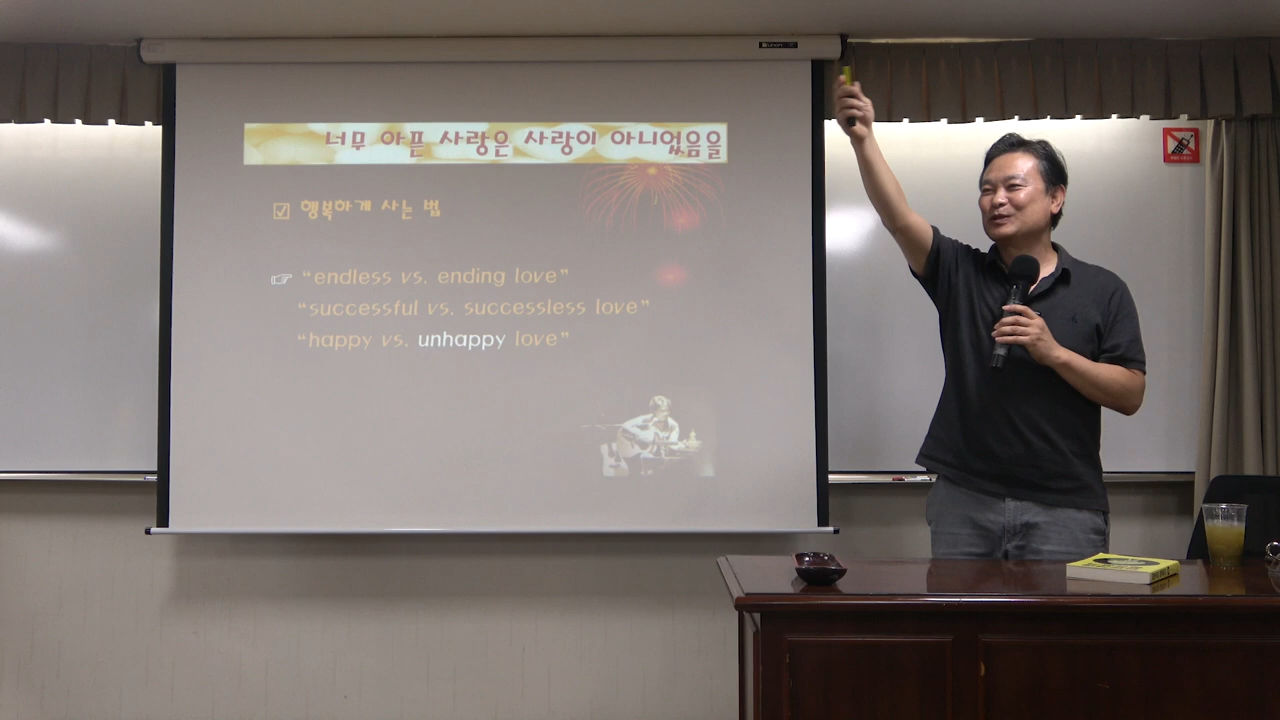 너무 아픈 사랑은 사랑이 아니었음을
행복하게 사는 법
“endless vs. ending love”
“successful vs. successless love”
“happy vs. unhappy love”